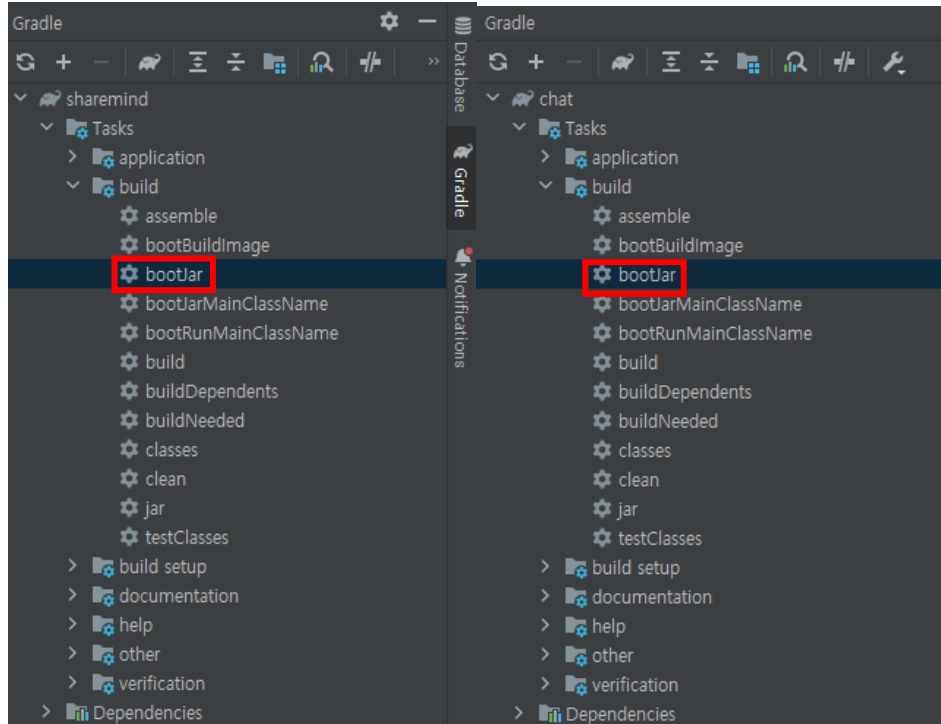 Gradle
sharemind
Tasks
application
build
assemble
bootBuildImage
bootJar
bootJarMainClassName
bootRunMainClassName
build
buildDependents
buildNeeded
classes
clean
jar
testClasses
build setup
documentation
help
other
verification
Dependencies
Database
Gradle
Notifications
Gradle
chat
Tasks
application
build
assemble
bootBuildImage
bootJar
bootJarMainClassName
bootRunMainClassName
build
buildDependents
buildNeeded
classes
clean
jar
testClasses
build setup
documentation
help
other
verification
Dependencies